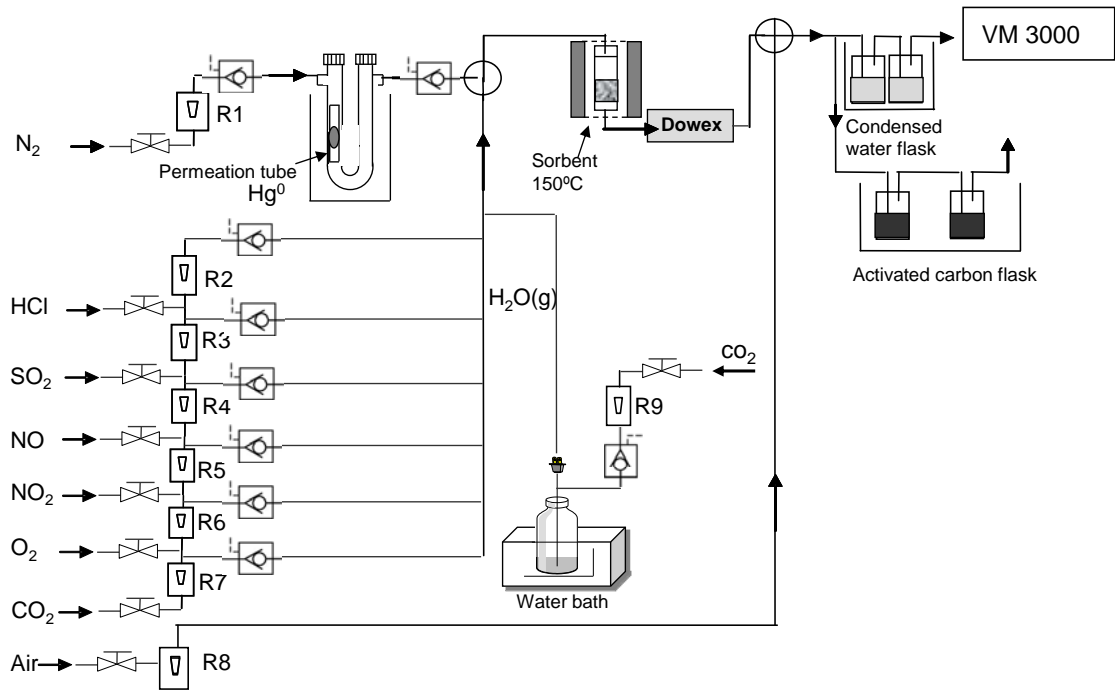 VM 3000
R1
N₂
Permeation tube
Hg⁰
Sorbent
150ºC
Dowex
Condensed
water flask
Activated carbon flask
R2
HCl
R3
H₂O(g)
SO₂
R4
CO₂
R9
NO
R5
NO₂
R6
O₂
R7
CO₂
Water bath
Air
R8